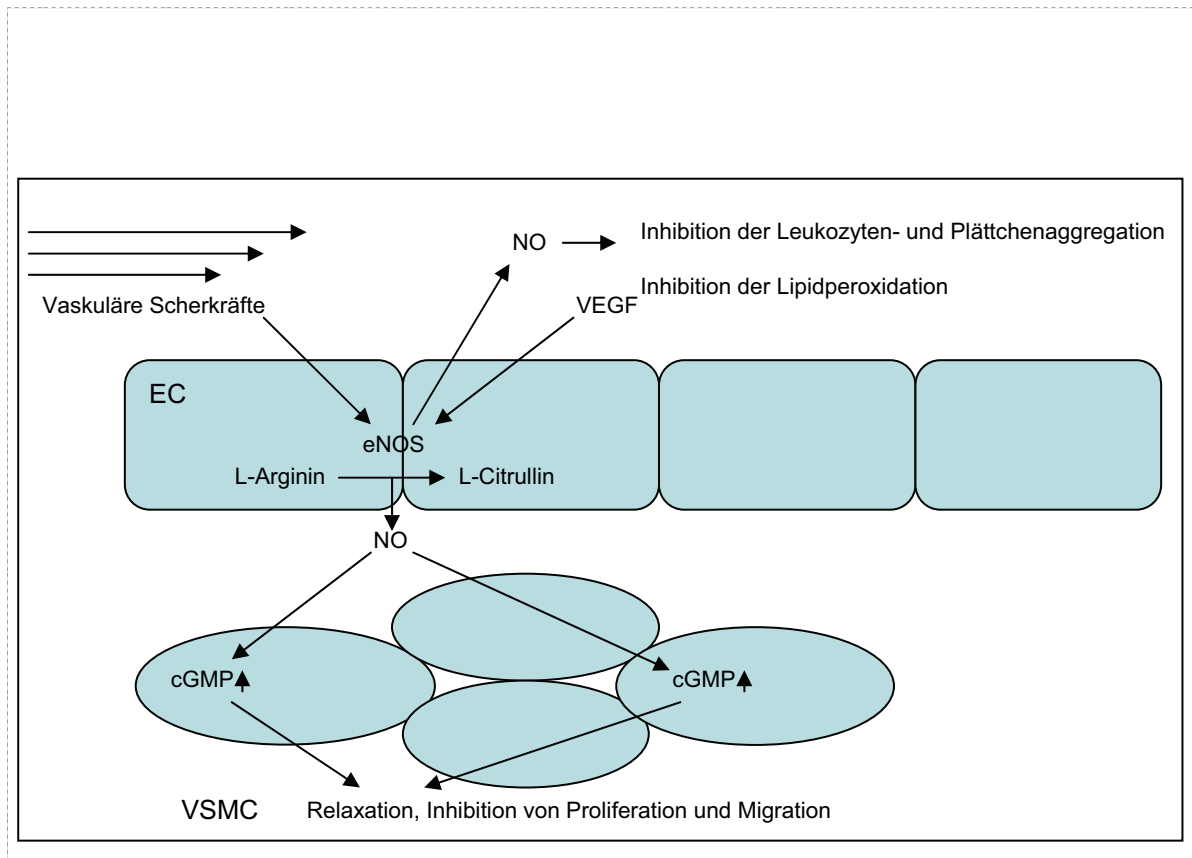 NO
Inhibition der Leukozyten- und Plättchenaggregation
Vaskuläre Scherkräfte
VEGF
Inhibition der Lipidperoxidation
EC
eNOS
L-Arginin
L-Citrullin
NO
cGMP
cGMP
VSMC
Relaxation, Inhibition von Proliferation und Migration